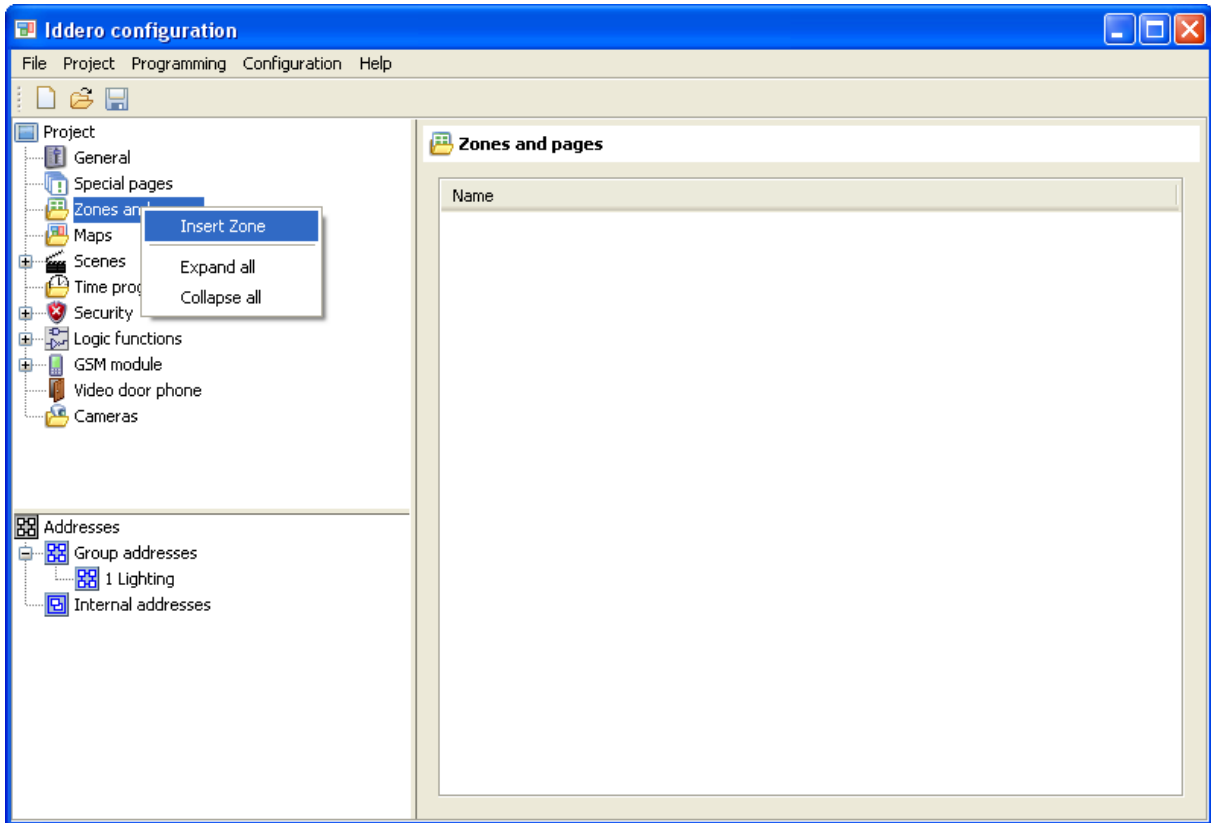 Iddero configuration
File Project Programming Configuration Help
Project
General
Special pages
Zones an
Maps
Scenes
Time prog
Security
Logic functions
GSM module
Video door phone
Cameras
Insert Zone
Expand all
Collapse all
Addresses
Group addresses
1 Lighting
Internal addresses
Zones and pages
Name